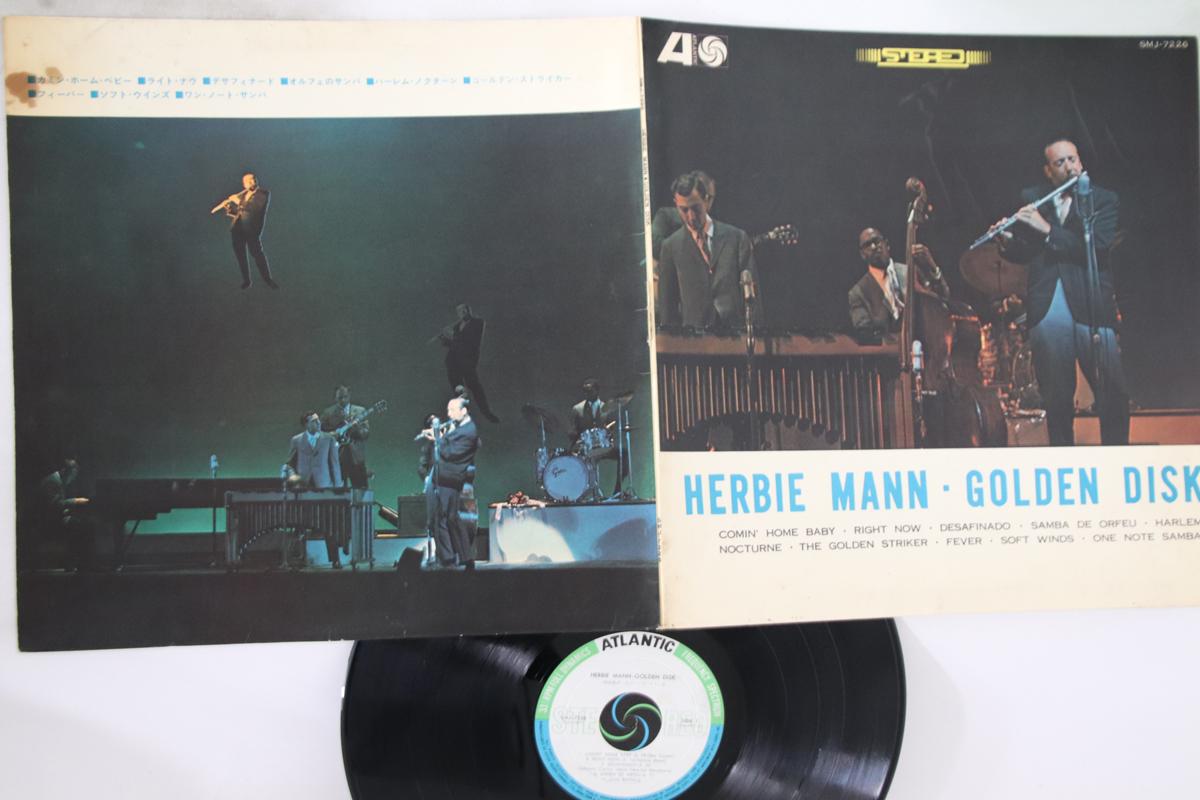 ■カミン・ホーム・ベビー ■ライト・ナウ ■デサフィナード ■オルフェのサンバ ■ハーレム・ノクターン ■ゴールデン・ストライカー
■フィーバー ■ソフト・ウインズ ■ワン・ノート・サンバ
A ATLANTIC
STEREO
SMJ-7226
HERBIE MANN · GOLDEN DISK
COMIN' HOME BABY · RIGHT NOW · DESAFINADO · SAMBA DE ORFEU · HARLEM
NOCTURNE · THE GOLDEN STRIKER · FEVER · SOFT WINDS · ONE NOTE SAMBA
ATLANTIC
FREQUENCY SPECTRUM
HERBIE MANN-GOLDEN DISK
STEREO